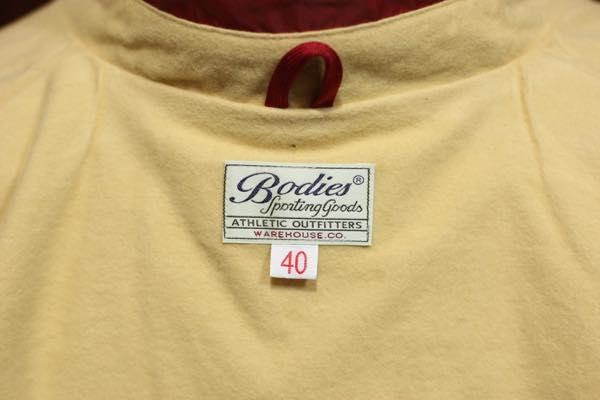 Bodies®
Sporting Goods
ATHLETIC OUTFITTERS
WAREHOUSE.CO.
40